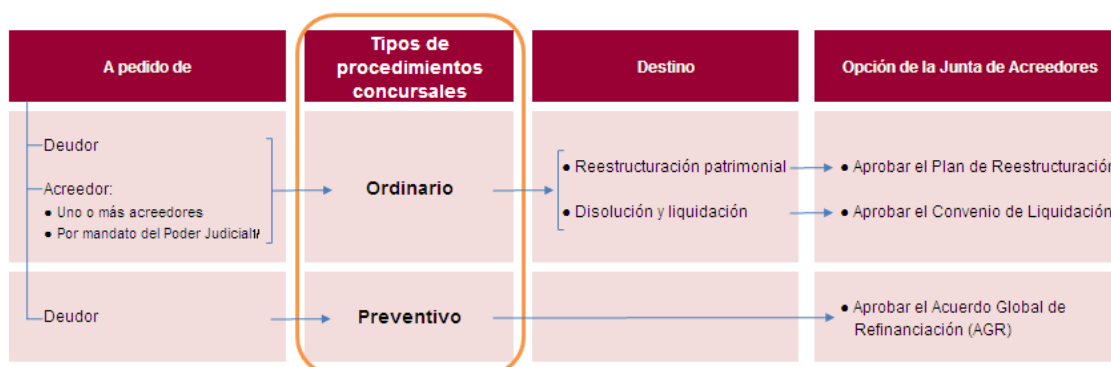 A pedido de
Tipos de
procedimientos
concursales
Destino
Opción de la Junta de Acreedores
Deudor
Acreedor:
● Uno o más acreedores
● Por mandato del Poder Judicial1/
Ordinario
● Reestructuración patrimonial
● Disolución y liquidación
● Aprobar el Plan de Reestructuración
● Aprobar el Convenio de Liquidación
Deudor
Preventivo
● Aprobar el Acuerdo Global de
Refinanciación (AGR)